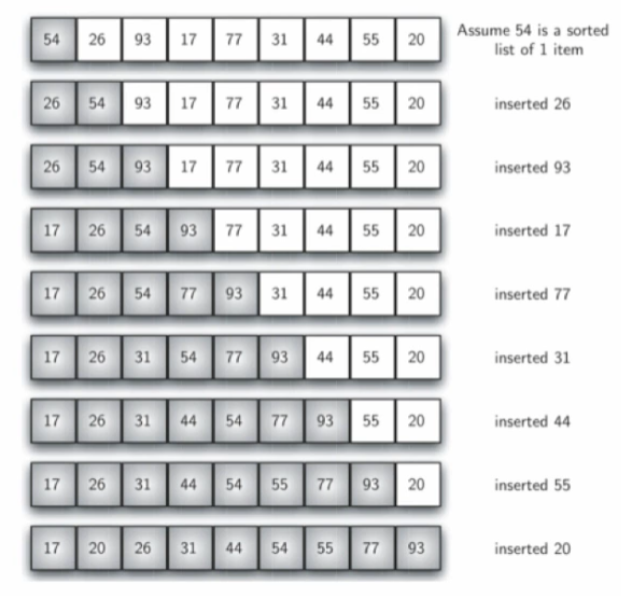 54 26 93 17 77 31 44 55 20 Assume 54 is a sorted
list of 1 item
26 54 93 17 77 31 44 55 20 inserted 26
26 54 93 17 77 31 44 55 20 inserted 93
17 26 54 93 77 31 44 55 20 inserted 17
17 26 54 77 93 31 44 55 20 inserted 77
17 26 31 54 77 93 44 55 20 inserted 31
17 26 31 44 54 77 93 55 20 inserted 44
17 26 31 44 54 55 77 93 20 inserted 55
17 20 26 31 44 54 55 77 93 inserted 20